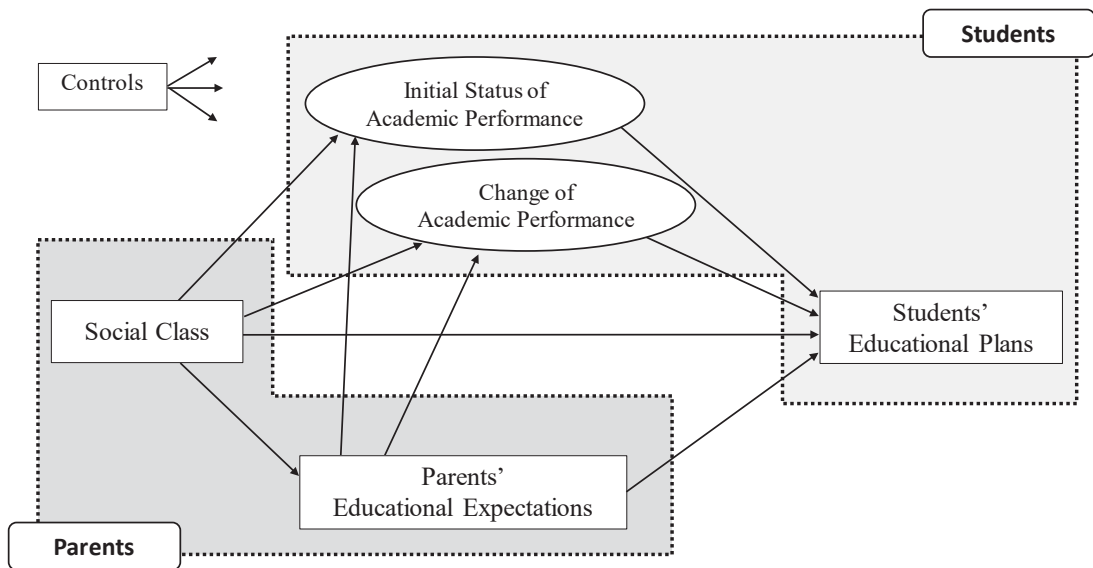 Students
Controls
Initial Status of
Academic Performance
Change of
Academic Performance
Social Class
Students’
Educational Plans
Parents’
Educational Expectations
Parents